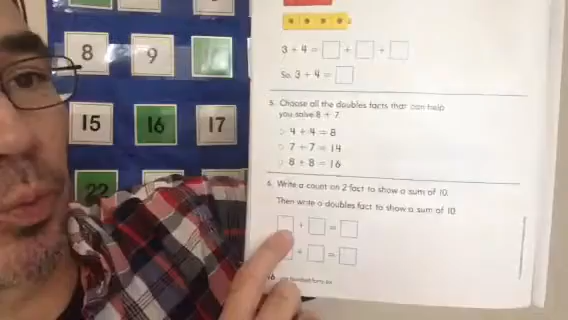 8
9
15
16
17
22
3 + 4 = □ + □ + □
So, 3 + 4 = □
5. Choose all the doubles facts that can help
you solve 8 + 7.
4 + 4 = 8
7 + 7 = 14
8 + 8 = 16
6. Write a count on 2 fact to show a sum of 10.
Then write a doubles fact to show a sum of 10.
□ + □ = □
+ □ = □